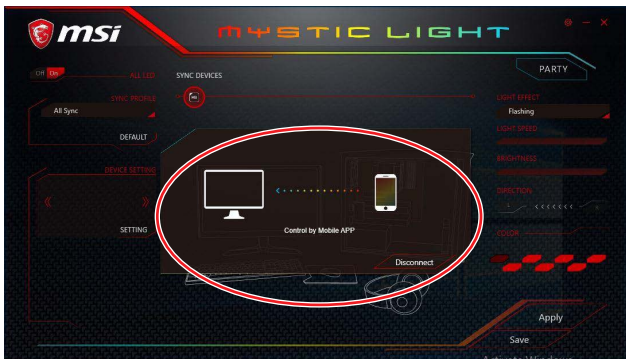 msi
MYSTIC LIGHT
Off On
ALL LED
SYNC DEVICES
PARTY
SYNC PROFILE
All Sync
LIGHT EFFECT
Flashing
DEFAULT
LIGHT SPEED
BRIGHTNESS
DEVICE SETTING
DIRECTION
SETTING
Control by Mobile APP
COLOR
Disconnect
Apply
Save